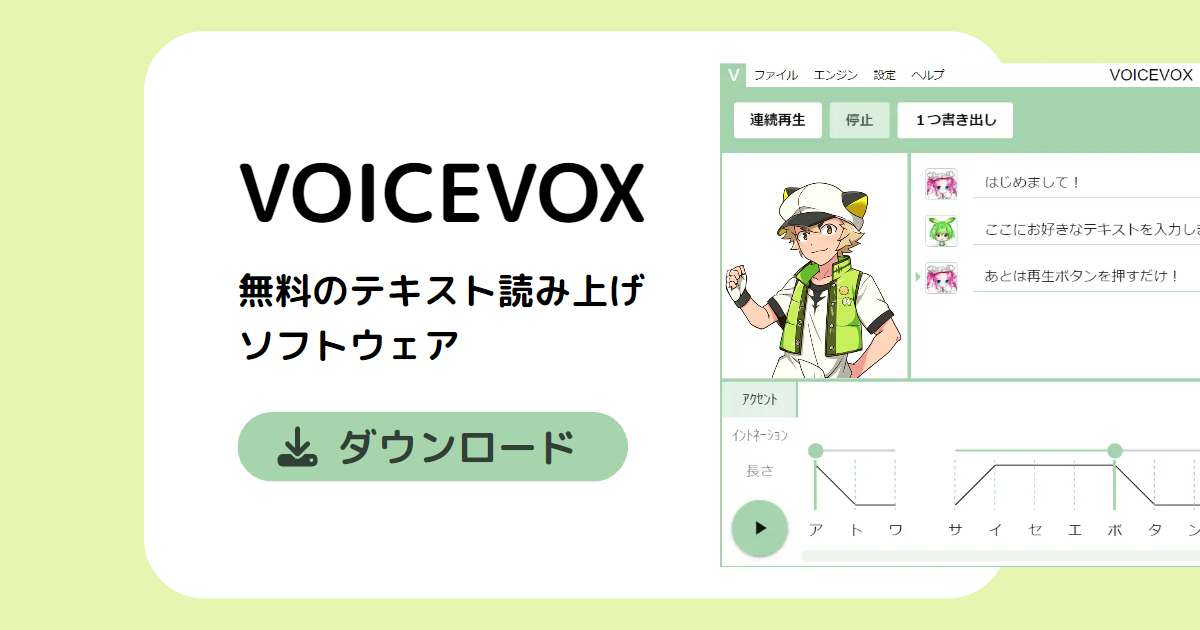 VOICEVOX
無料のテキスト読み上げ
ソフトウェア
ダウンロード
V ファイル エンジン 設定 ヘルプ VOICEVOX
連続再生 停止 1つ書き出し
はじめまして！
ここにお好きなテキストを入力しま
あとは再生ボタンを押すだけ！
アクセント
イントネーション
長さ
ア ト ワ サ イ セ エ ボ タ ン